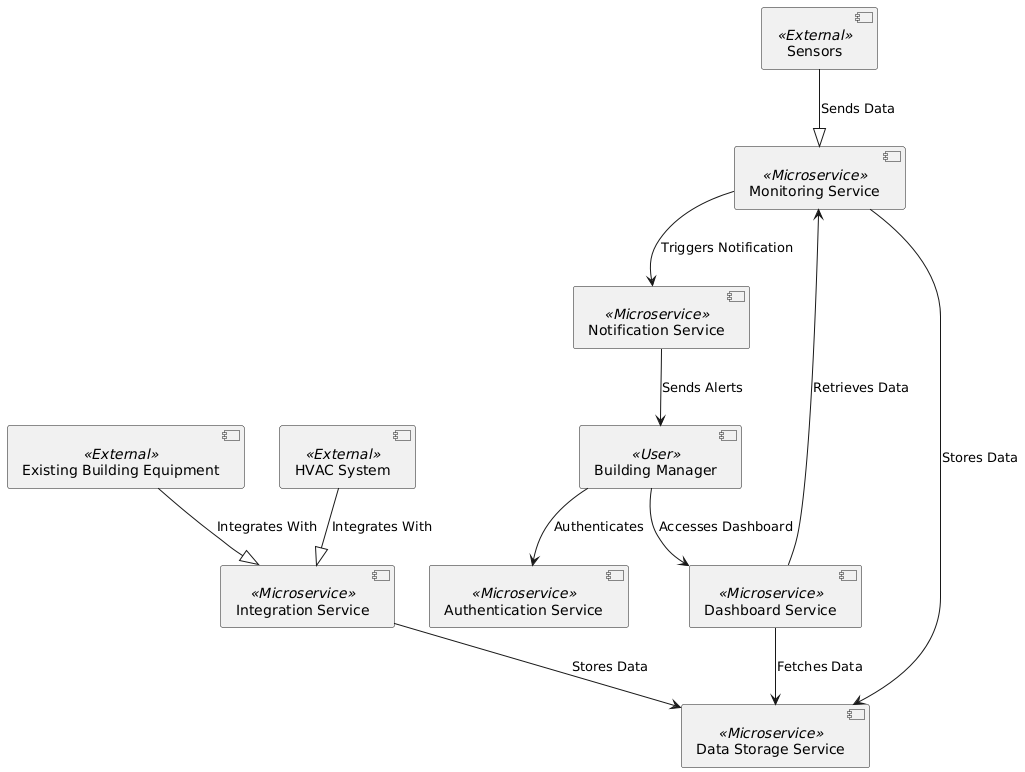 «External»
Sensors
Sends Data
«Microservice»
Monitoring Service
Triggers Notification
«Microservice»
Notification Service
Sends Alerts
Retrieves Data
«External»
Existing Building Equipment
«External»
HVAC System
«User»
Building Manager
Stores Data
Integrates With
Integrates With
Authenticates
Accesses Dashboard
«Microservice»
Integration Service
«Microservice»
Authentication Service
«Microservice»
Dashboard Service
Stores Data
Fetches Data
«Microservice»
Data Storage Service